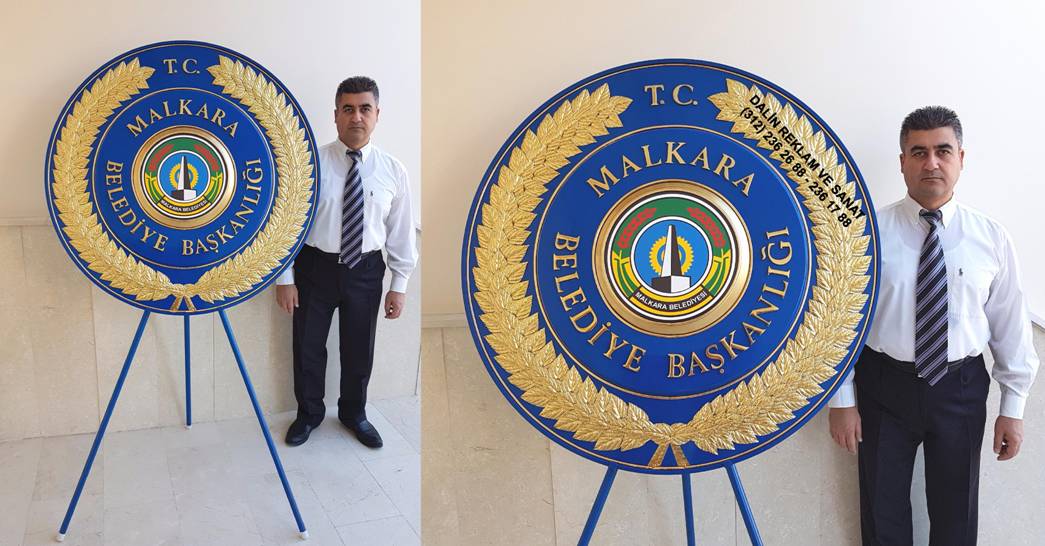 T. C.
MALKARA
BELEDİYE BAŞKANLIĞI
MALKARA BELEDİYESİ
T. C.
MALKARA
BELEDİYE BAŞKANLIĞI
MALKARA BELEDİYESİ
DALIN REKLAM VE SANAT
(312) 236 26 88 - 236 17 88